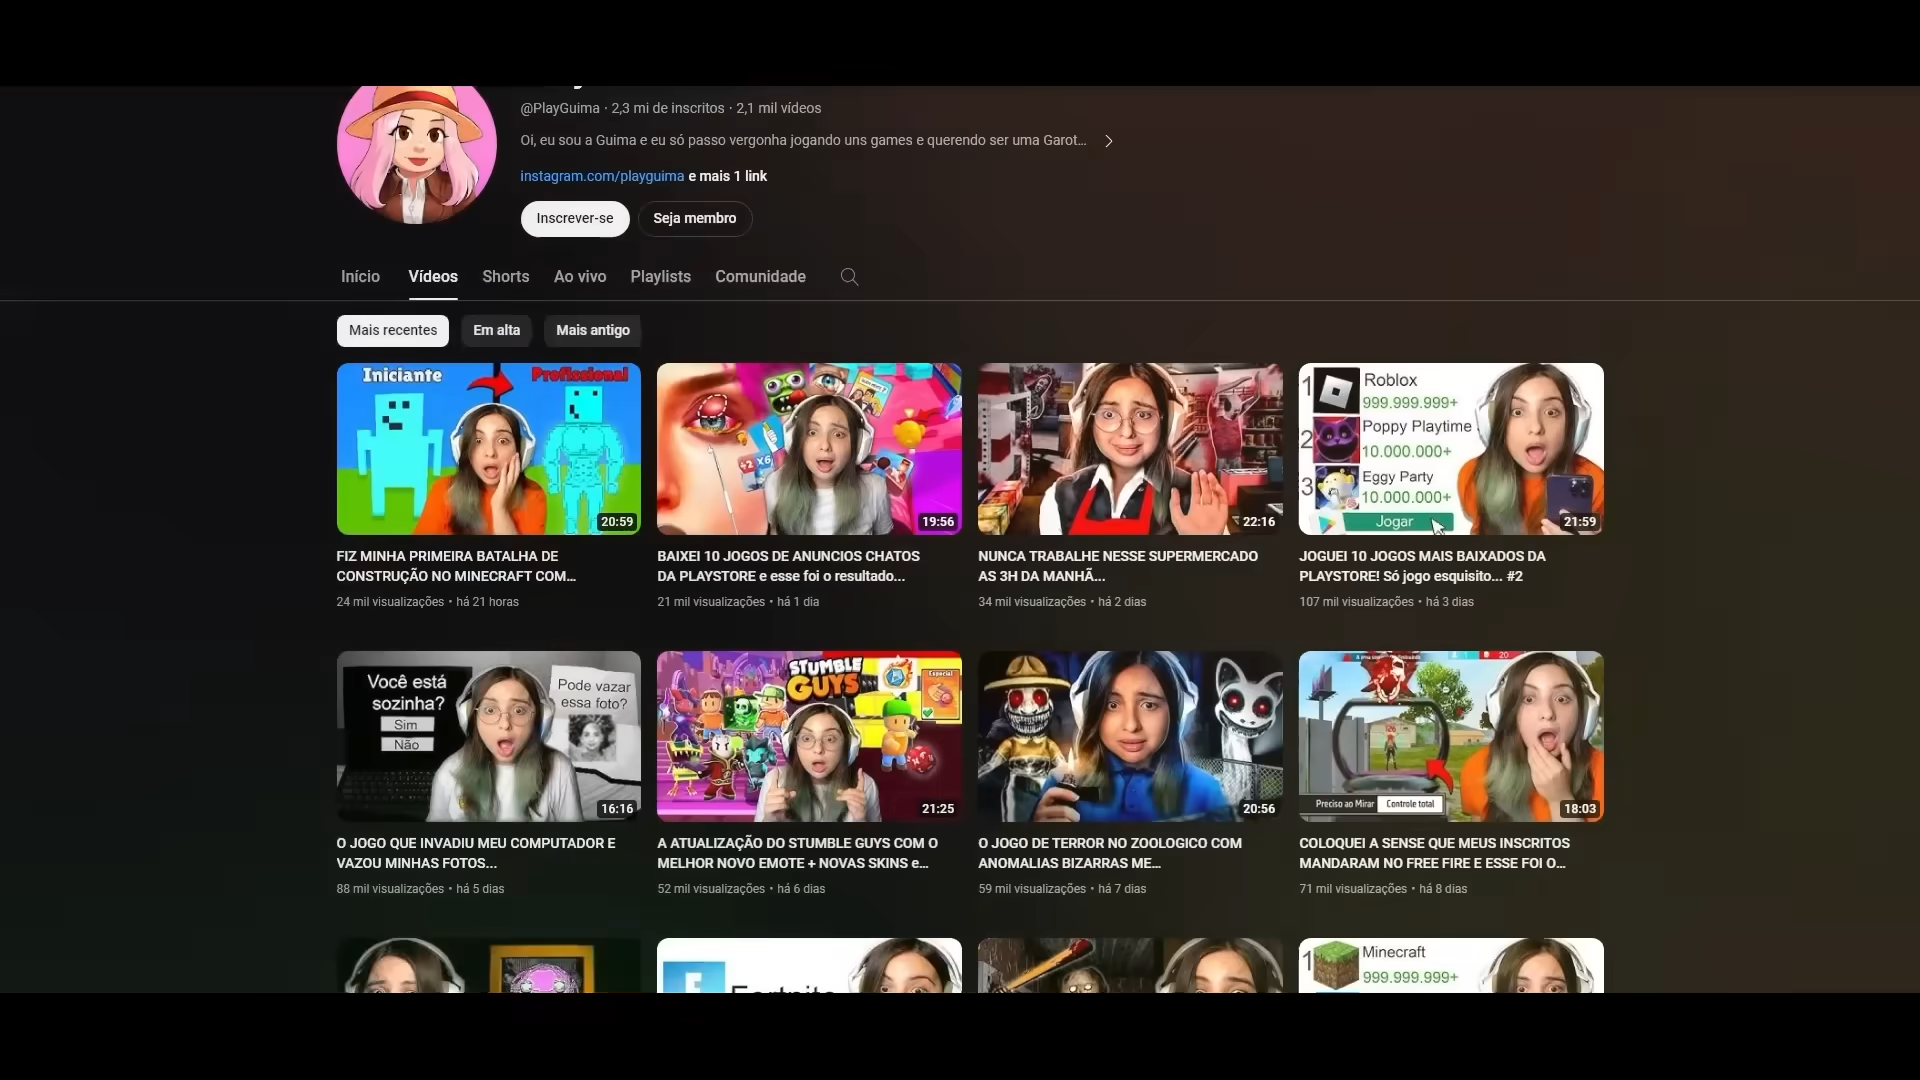 @PlayGuima · 2,3 mi de inscritos · 2,1 mil vídeos
Oi, eu sou a Guima e eu só passo vergonha jogando uns games e querendo ser uma Garot...
instagram.com/playguima e mais 1 link
Inscrever-se
Seja membro
Início
Vídeos
Shorts
Ao vivo
Playlists
Comunidade
Mais recentes
Em alta
Mais antigo
Iniciante
Profissional
20:59
+2 X6
19:56
22:16
1 Roblox
999.999.999+
2 Poppy Playtime
10.000.000+
3 Eggy Party
10.000.000+
Jogar
21:59
FIZ MINHA PRIMEIRA BATALHA DE
CONSTRUÇÃO NO MINECRAFT COM...
24 mil visualizações • há 21 horas
BAIXEI 10 JOGOS DE ANUNCIOS CHATOS
DA PLAYSTORE e esse foi o resultado...
21 mil visualizações • há 1 dia
NUNCA TRABALHE NESSE SUPERMERCADO
AS 3H DA MANHÃ...
34 mil visualizações • há 2 dias
JOGUEI 10 JOGOS MAIS BAIXADOS DA
PLAYSTORE! Só jogo esquisito... #2
107 mil visualizações • há 3 dias
Você está
sozinha?
Sim
Não
Pode vazar
essa foto?
16:16
STUMBLE
GUYS
Especial
21:25
20:56
20
Preciso ao Mirar
Controle total
18:03
O JOGO QUE INVADIU MEU COMPUTADOR E
VAZOU MINHAS FOTOS...
88 mil visualizações • há 5 dias
A ATUALIZAÇÃO DO STUMBLE GUYS COM O
MELHOR NOVO EMOTE + NOVAS SKINS e...
52 mil visualizações • há 6 dias
O JOGO DE TERROR NO ZOOLOGICO COM
ANOMALIAS BIZARRAS ME...
59 mil visualizações • há 7 dias
COLOQUEI A SENSE QUE MEUS INSCRITOS
MANDARAM NO FREE FIRE E ESSE FOI O...
71 mil visualizações • há 8 dias
Fortnite
1 Minecraft
999.999.999+